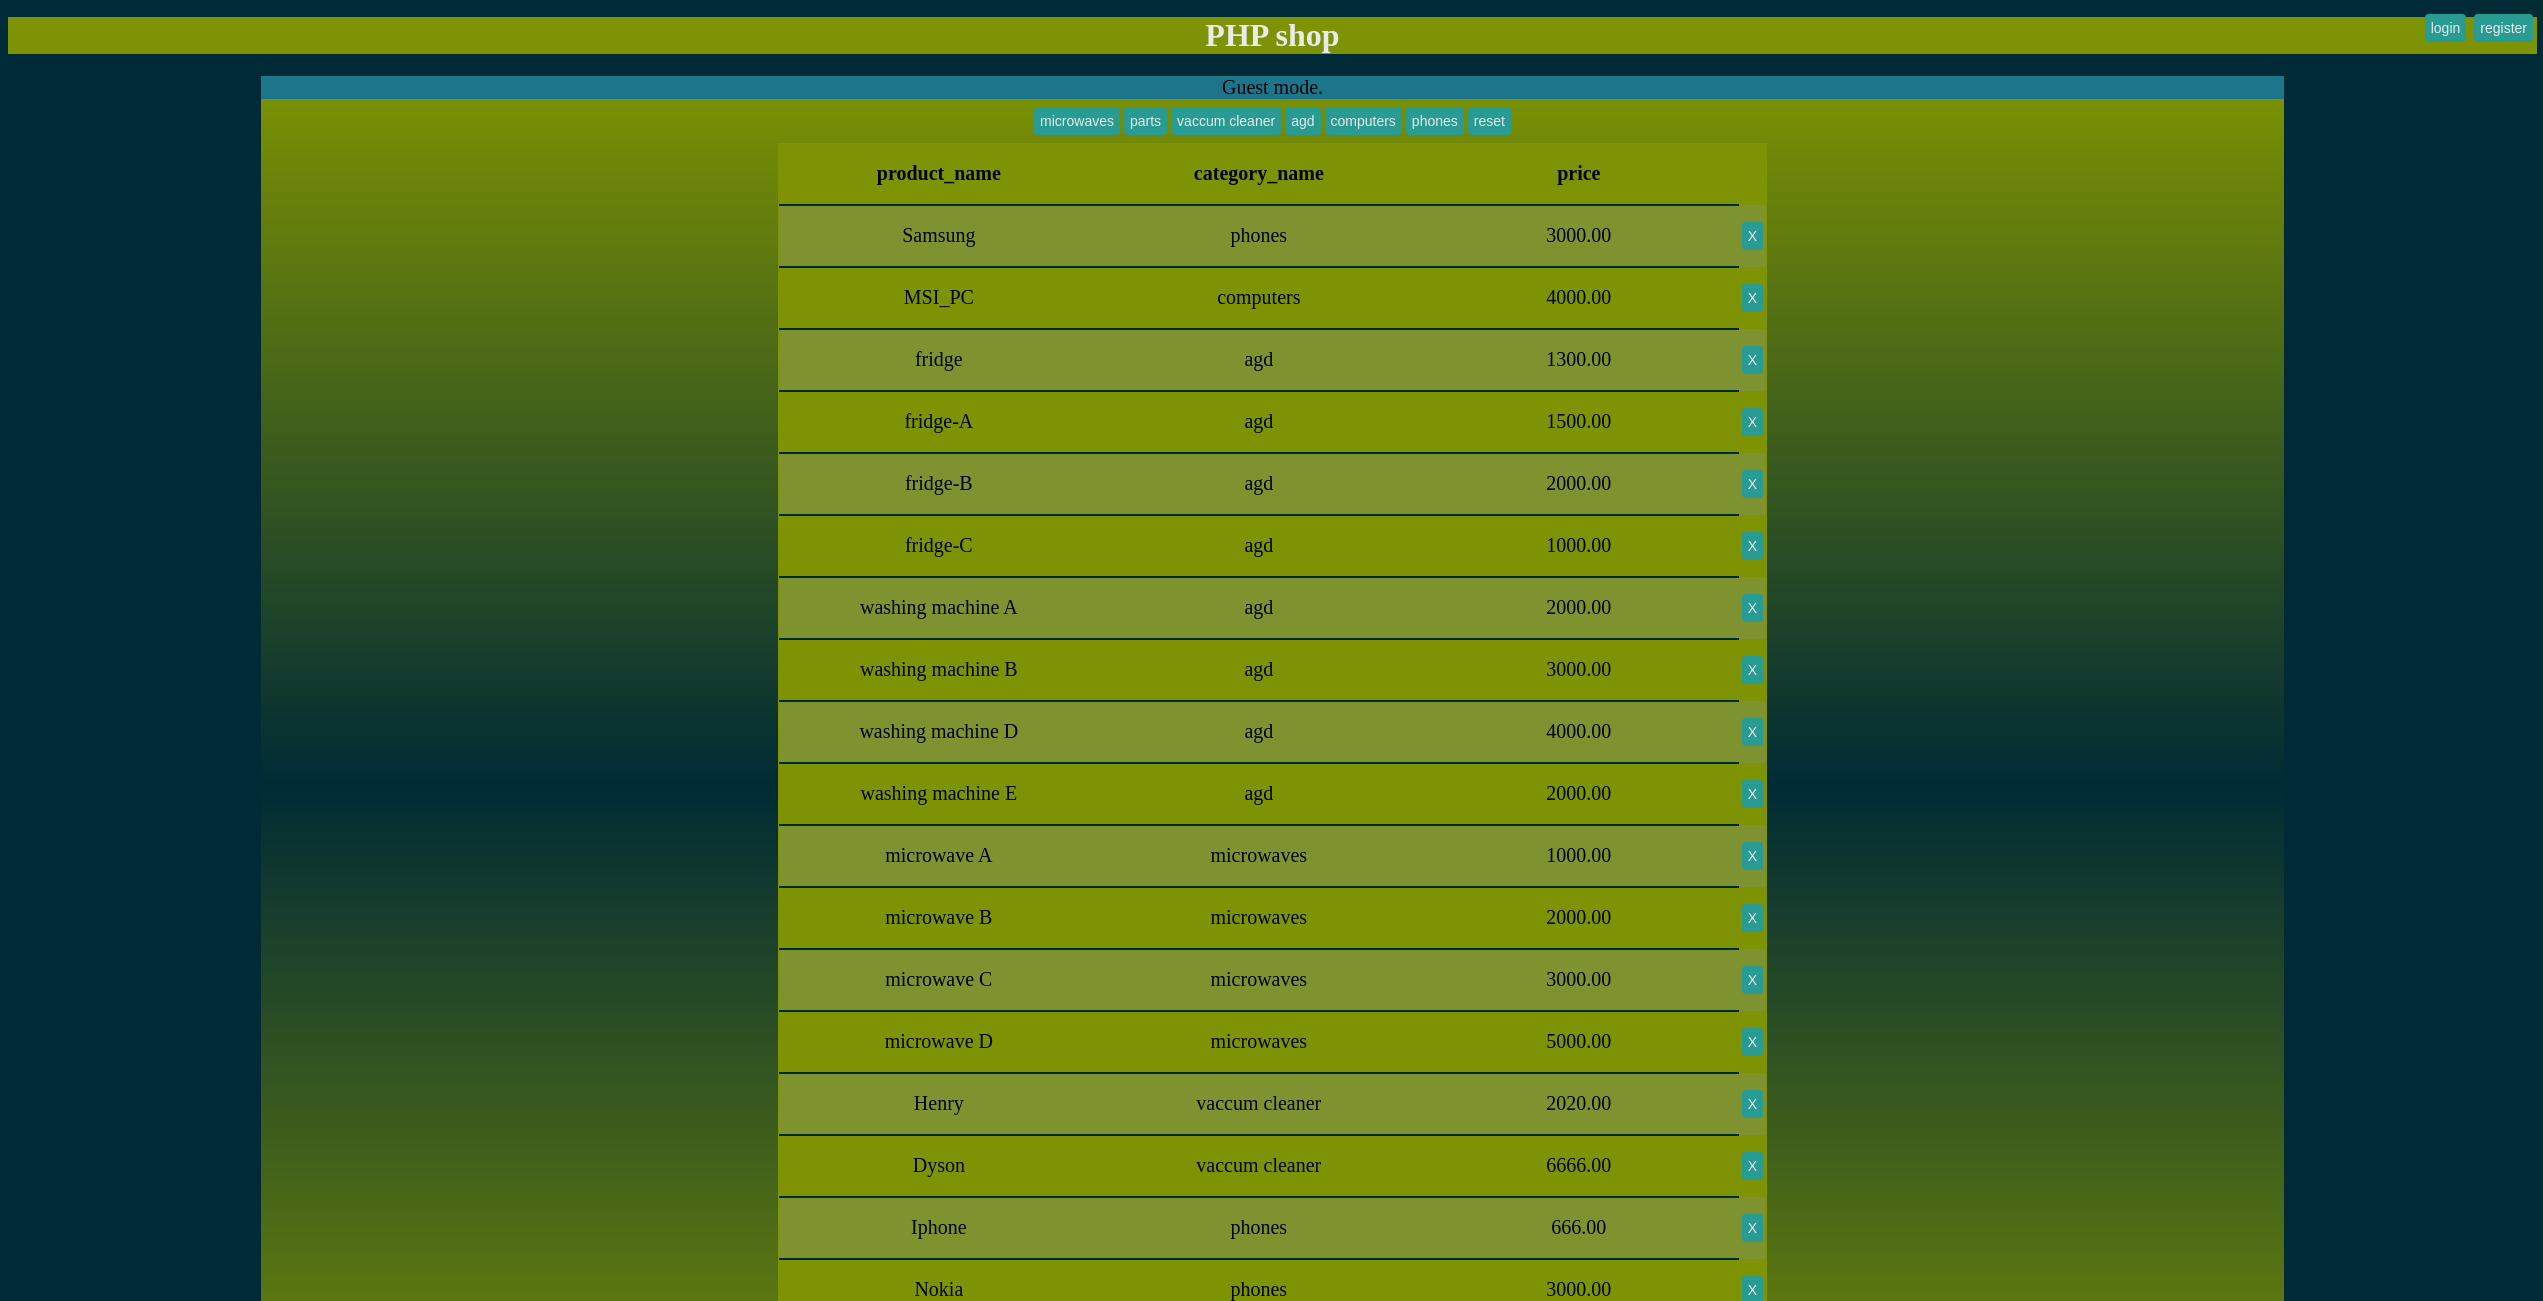 PHP shop
login register
Guest mode.
microwaves parts vaccum cleaner agd computers phones reset
product_name category_name price
Samsung phones 3000.00 X
MSI_PC computers 4000.00 X
fridge agd 1300.00 X
fridge-A agd 1500.00 X
fridge-B agd 2000.00 X
fridge-C agd 1000.00 X
washing machine A agd 2000.00 X
washing machine B agd 3000.00 X
washing machine D agd 4000.00 X
washing machine E agd 2000.00 X
microwave A microwaves 1000.00 X
microwave B microwaves 2000.00 X
microwave C microwaves 3000.00 X
microwave D microwaves 5000.00 X
Henry vaccum cleaner 2020.00 X
Dyson vaccum cleaner 6666.00 X
Iphone phones 666.00 X
Nokia phones 3000.00 X